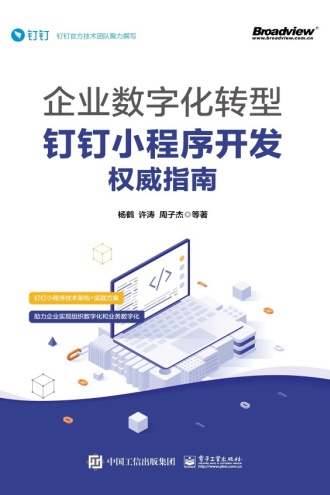 钉钉 钉钉官方技术团队聚力撰写
Broadview®
www.broadview.com.cn
企业数字化转型
钉钉小程序开发
权威指南
杨鹤 许涛 周子杰◎等著
钉钉小程序技术架构+实战方案
助力企业实现组织数字化和业务数字化
中国工信出版集团 电子工业出版社